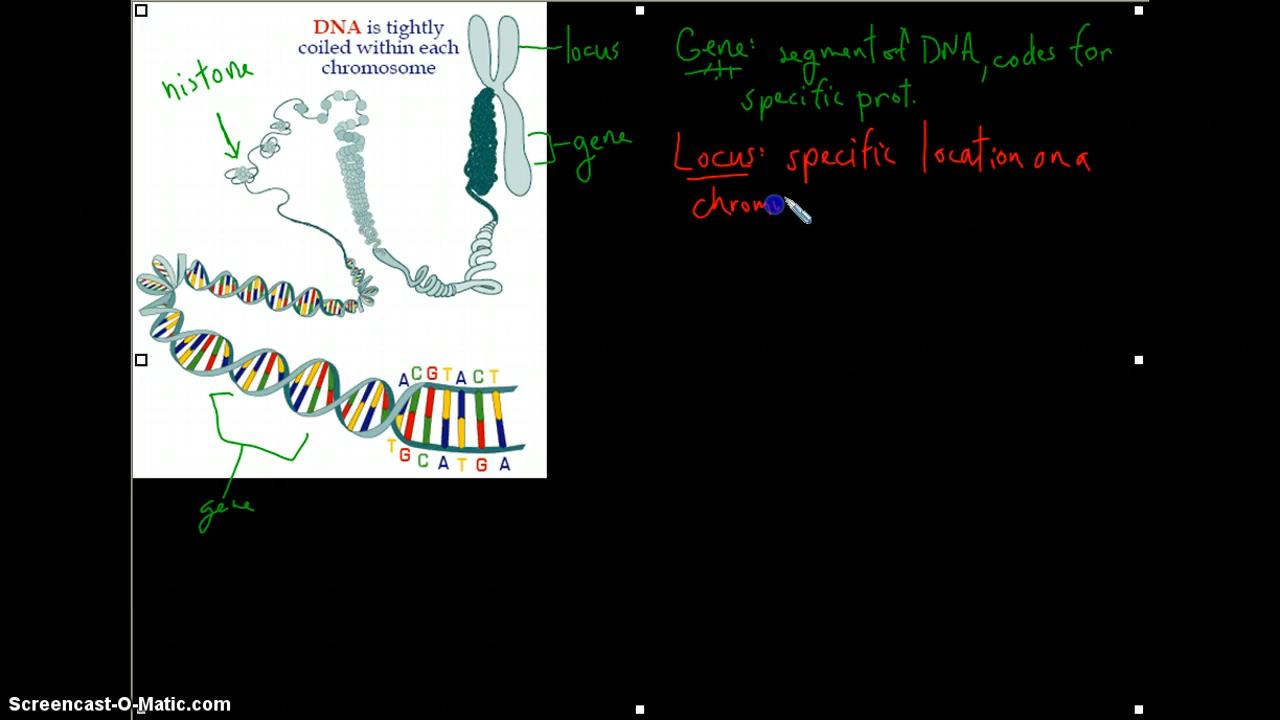 DNA is tightly
coiled within each
chromosome
histone
locus
gene
Gene: segment of DNA, codes for
specific prot.
Locus: specific location on a
chrom
ACGTACT
TGCATGA
gene
Screencast-O-Matic.com